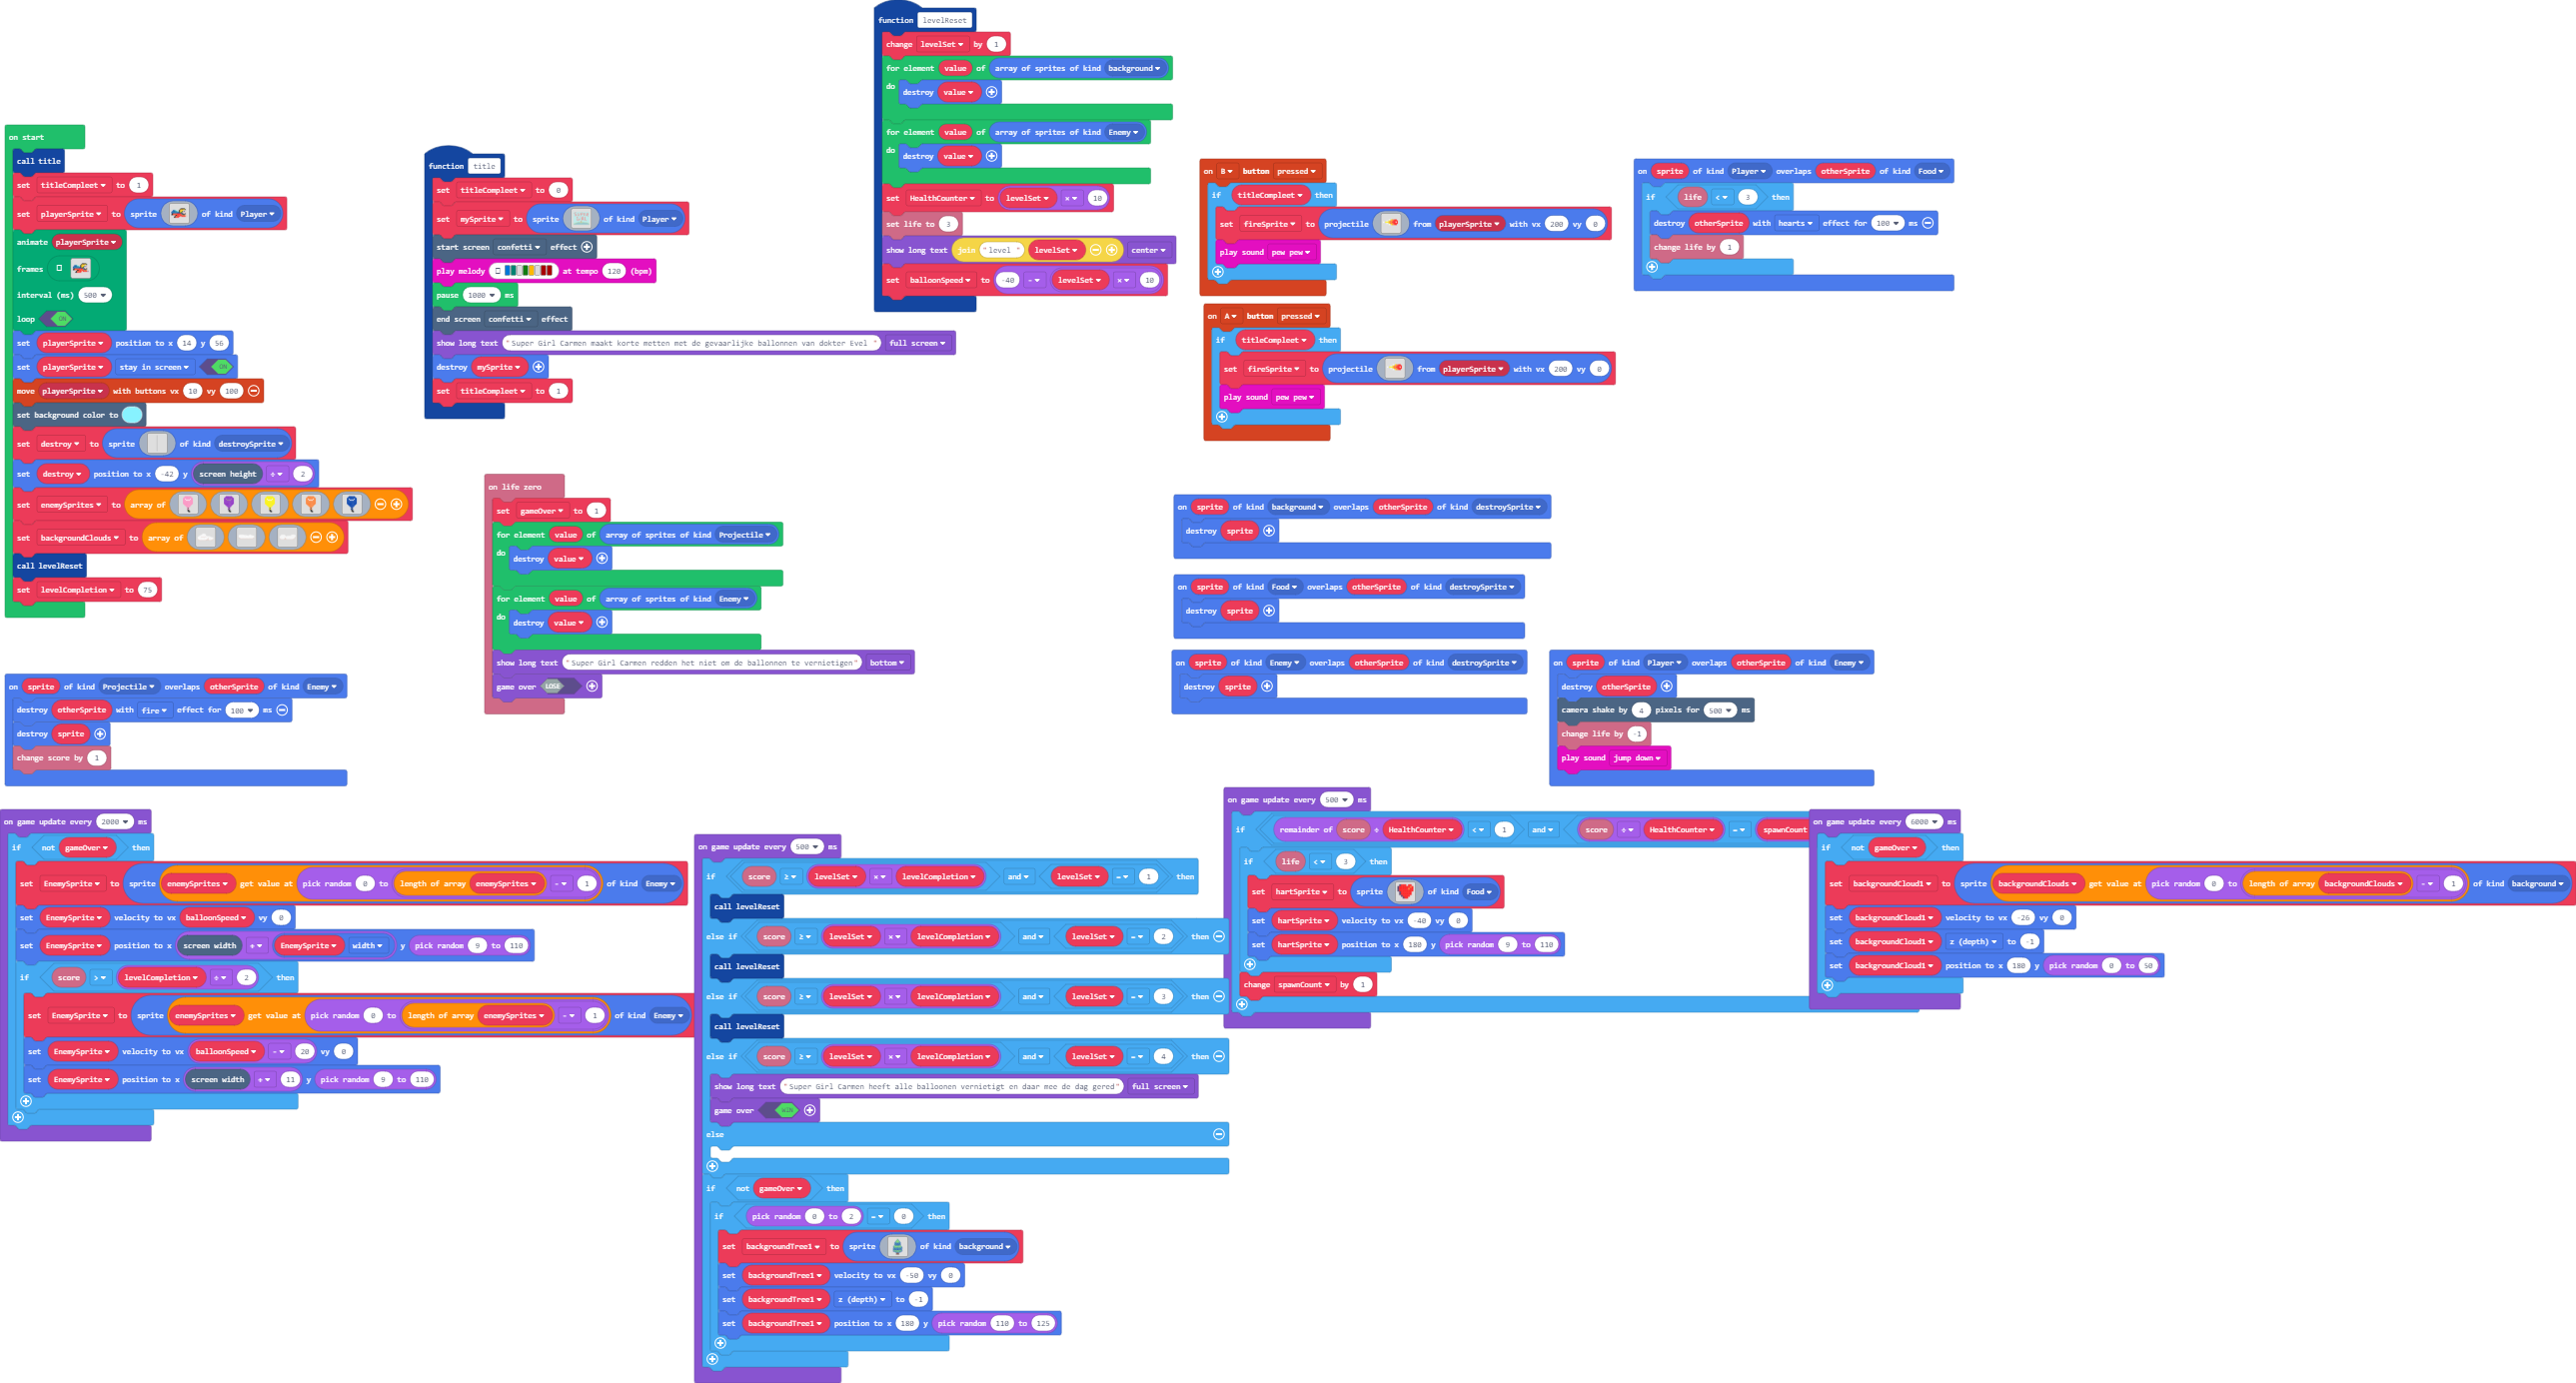 on start
call title
set titleCompleet to 1
set playerSprite to sprite of kind Player
animate playerSprite
frames
interval (ms) 500
loop ON
set playerSprite position to x 14 y 56
set playerSprite stay in screen ON
move playerSprite with buttons vx 10 vy 100
set background color to
set destroy to sprite of kind destroySprite
set destroy position to x -42 y screen height ÷ 2
set enemySprites to array of
set backgroundClouds to array of
call levelReset
set levelCompletion to 75
function title
set titleCompleet to 0
set mySprite to sprite of kind Player
start screen confetti effect
play melody at tempo 120 (bpm)
pause 1000 ms
end screen confetti effect
show long text "Super Girl Carmen maakt korte metten met de gevaarlijke ballonnen van dokter Evel " full screen
destroy mySprite
set titleCompleet to 1
function levelReset
change levelSet by 1
for element value of array of sprites of kind background
do destroy value
for element value of array of sprites of kind Enemy
do destroy value
set HealthCounter to levelSet × 10
set life to 3
show long text join "level " levelSet center
set balloonSpeed to -40 - levelSet × 10
on B button pressed
if titleCompleet then
set fireSprite to projectile from playerSprite with vx 200 vy 0
play sound pew pew
on A button pressed
if titleCompleet then
set fireSprite to projectile from playerSprite with vx 200 vy 0
play sound pew pew
on sprite of kind Player overlaps otherSprite of kind Food
if life < 3 then
destroy otherSprite with hearts effect for 100 ms
change life by 1
on life zero
set gameOver to 1
for element value of array of sprites of kind Projectile
do destroy value
for element value of array of sprites of kind Enemy
do destroy value
show long text "Super Girl Carmen redden het niet om de ballonnen te vernietigen" bottom
game over LOSE
on sprite of kind background overlaps otherSprite of kind destroySprite
destroy sprite
on sprite of kind Food overlaps otherSprite of kind destroySprite
destroy sprite
on sprite of kind Enemy overlaps otherSprite of kind destroySprite
destroy sprite
on sprite of kind Player overlaps otherSprite of kind Enemy
destroy otherSprite
camera shake by 4 pixels for 500 ms
change life by -1
play sound jump down
on sprite of kind Projectile overlaps otherSprite of kind Enemy
destroy otherSprite with fire effect for 100 ms
destroy sprite
change score by 1
on game update every 2000 ms
if not gameOver then
set EnemySprite to sprite enemySprites get value at pick random 0 to length of array enemySprites - 1 of kind Enemy
set EnemySprite velocity to vx balloonSpeed vy 0
set EnemySprite position to x screen width + EnemySprite width y pick random 9 to 110
if score > levelCompletion ÷ 2 then
set EnemySprite to sprite enemySprites get value at pick random 0 to length of array enemySprites - 1 of kind Enemy
set EnemySprite velocity to vx balloonSpeed - 20 vy 0
set EnemySprite position to x screen width + 11 y pick random 9 to 110
on game update every 500 ms
if score ≥ levelSet × levelCompletion and levelSet = 1 then
call levelReset
else if score ≥ levelSet × levelCompletion and levelSet = 2 then
call levelReset
else if score ≥ levelSet × levelCompletion and levelSet = 3 then
call levelReset
else if score ≥ levelSet × levelCompletion and levelSet = 4 then
show long text "Super Girl Carmen heeft alle balloonen vernietigt en daar mee de dag gered" full screen
game over WIN
else
if not gameOver then
if pick random 0 to 2 = 0 then
set backgroundTree1 to sprite of kind background
set backgroundTree1 velocity to vx -50 vy 0
set backgroundTree1 z (depth) to -1
set backgroundTree1 position to x 180 y pick random 110 to 125
on game update every 500 ms
if remainder of score ÷ HealthCounter < 1 and score ÷ HealthCounter = spawnCount
if life < 3 then
set hartSprite to sprite of kind Food
set hartSprite velocity to vx -40 vy 0
set hartSprite position to x 180 y pick random 9 to 110
change spawnCount by 1
on game update every 6000 ms
if not gameOver then
set backgroundCloud1 to sprite backgroundClouds get value at pick random 0 to length of array backgroundClouds - 1 of kind background
set backgroundCloud1 velocity to vx -26 vy 0
set backgroundCloud1 z (depth) to -1
set backgroundCloud1 position to x 180 y pick random 0 to 50